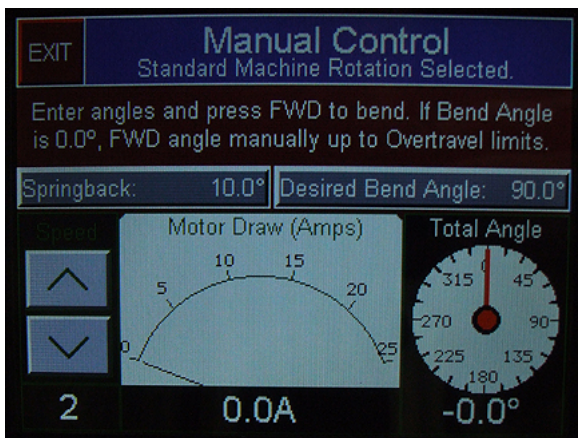 EXIT
Manual Control
Standard Machine Rotation Selected.
Enter angles and press FWD to bend. If Bend Angle
is 0.0º, FWD angle manually up to Overtravel limits.
Springback: 10.0° Desired Bend Angle: 90.0°
Speed
Motor Draw (Amps)
Total Angle
0 5 10 15 20 25
0 45 90 135 180 225 270 315
2 0.0A -0.0°